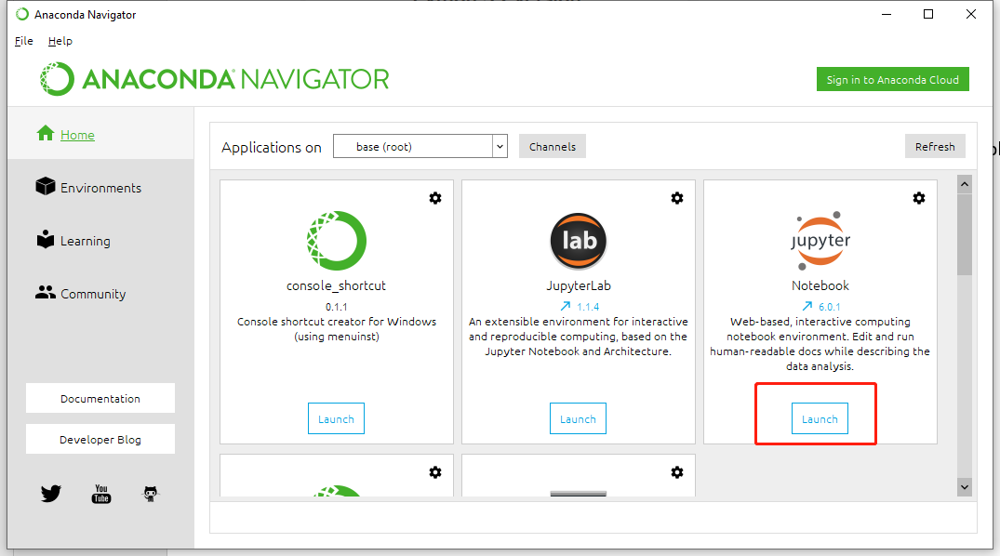 Anaconda Navigator
File Help
ANACONDA NAVIGATOR
Sign in to Anaconda Cloud
Home
Environments
Learning
Community
Documentation
Developer Blog
You
Tube
Applications on
base (root)
Channels
Refresh
console_shortcut
0.1.1
Console shortcut creator for Windows
(using menuinst)
Launch
lab
JupyterLab
1.1.4
An extensible environment for interactive
and reproducible computing, based on the
Jupyter Notebook and Architecture.
Launch
jupyter
Notebook
6.0.1
Web-based, interactive computing
notebook environment. Edit and run
human-readable docs while describing the
data analysis.
Launch